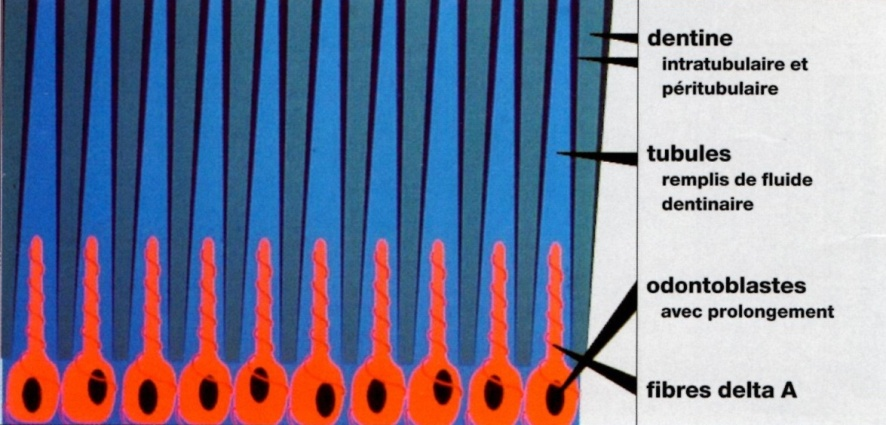 dentine
intratubulaire et
péritubulaire
tubules
remplis de fluide
dentinaire
odontoblastes
avec prolongement
fibres delta A